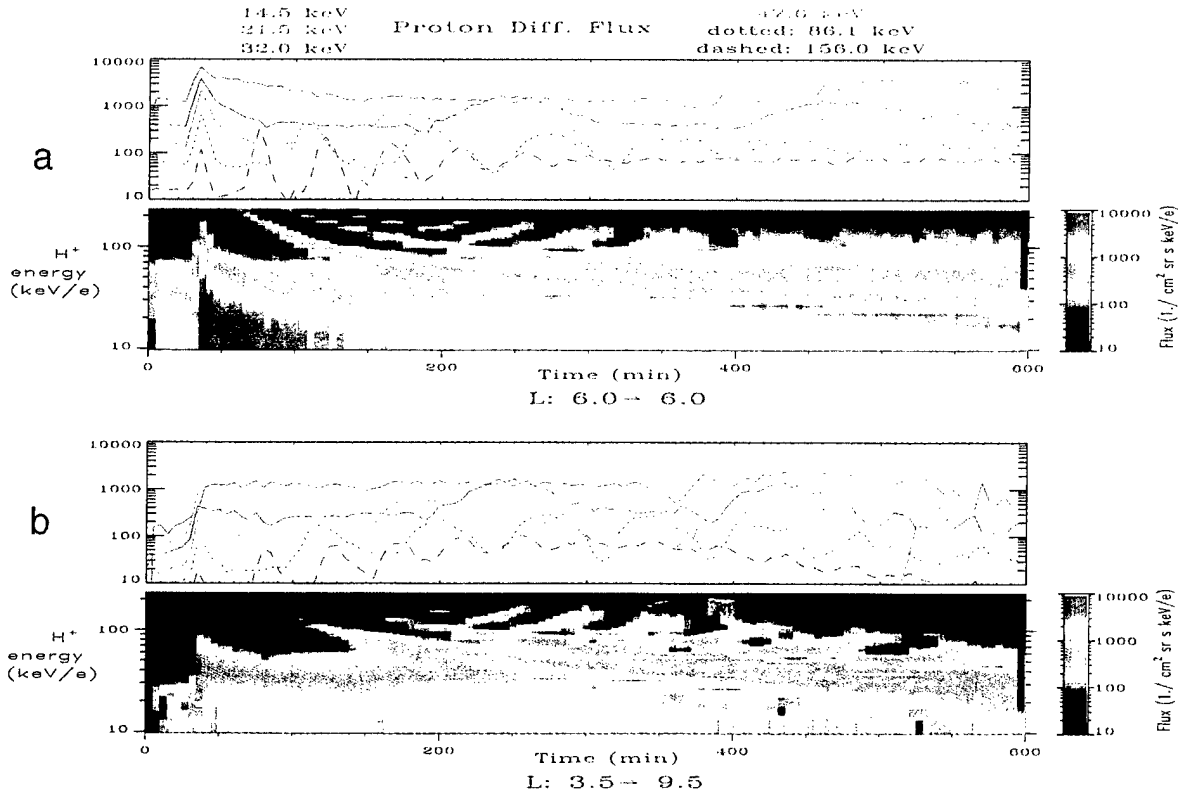 14.5 keV
21.5 keV
32.0 keV
Proton Diff. Flux
47.6 keV
dotted: 86.1 keV
dashed: 156.0 keV
a
10000
1000
100
10
H+
energy
(keV/e)
100
10
0
200
400
600
Time (min)
L: 6.0→ 6.0
10000
1000
100
10
Flux (1./ cm² sr s keV/e)
b
10000
1000
100
10
H+
energy
(keV/e)
100
10
0
200
400
600
Time (min)
L: 3.5→ 9.5
10000
1000
100
10
Flux (1./ cm² sr s keV/e)